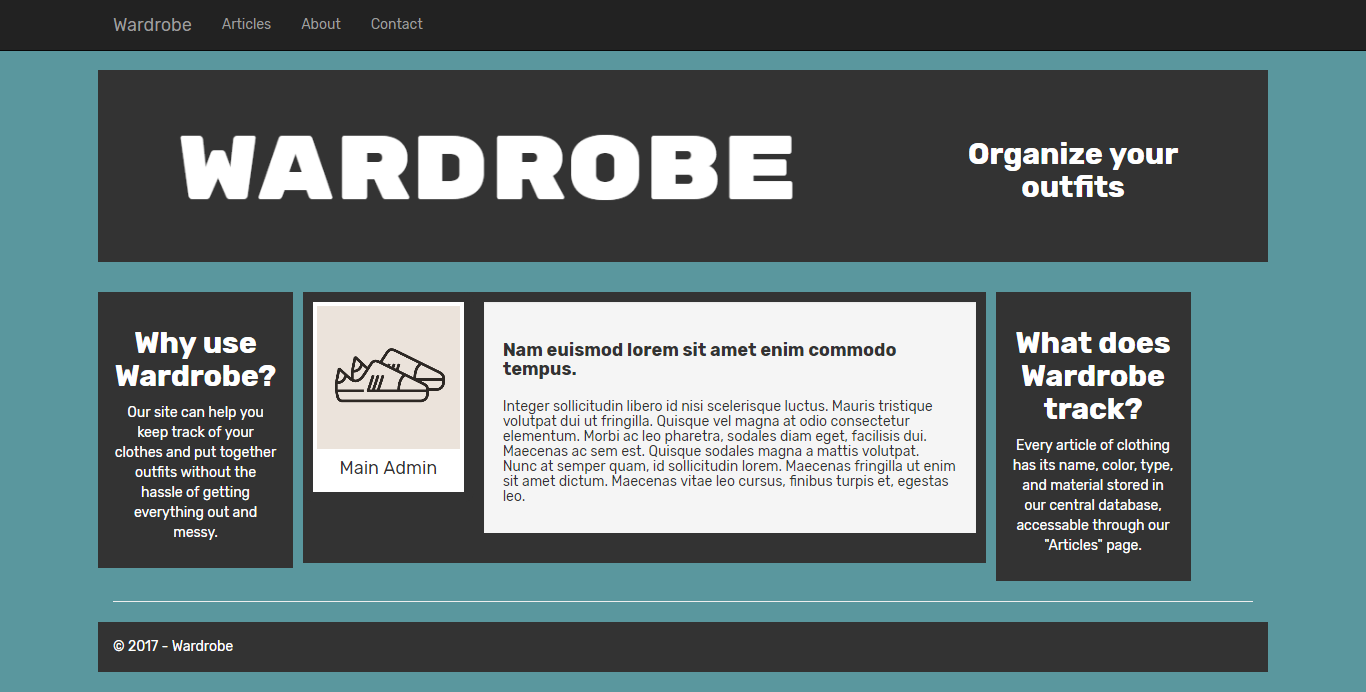 Wardrobe Articles About Contact
WARDROBE
Organize your
outfits
Why use
Wardrobe?
Our site can help you
keep track of your
clothes and put together
outfits without the
hassle of getting
everything out and
messy.
Main Admin
Nam euismod lorem sit amet enim commodo
tempus.
Integer sollicitudin libero id nisi scelerisque luctus. Mauris tristique
volutpat dui ut fringilla. Quisque vel magna at odio consectetur
elementum. Morbi ac leo pharetra, sodales diam eget, facilisis dui.
Maecenas ac sem est. Quisque sodales magna a mattis volutpat.
Nunc at semper quam, id sollicitudin lorem. Maecenas fringilla ut enim
sit amet dictum. Maecenas vitae leo cursus, finibus turpis et, egestas
leo.
What does
Wardrobe
track?
Every article of clothing
has its name, color, type,
and material stored in
our central database,
accessable through our
"Articles" page.
© 2017 - Wardrobe